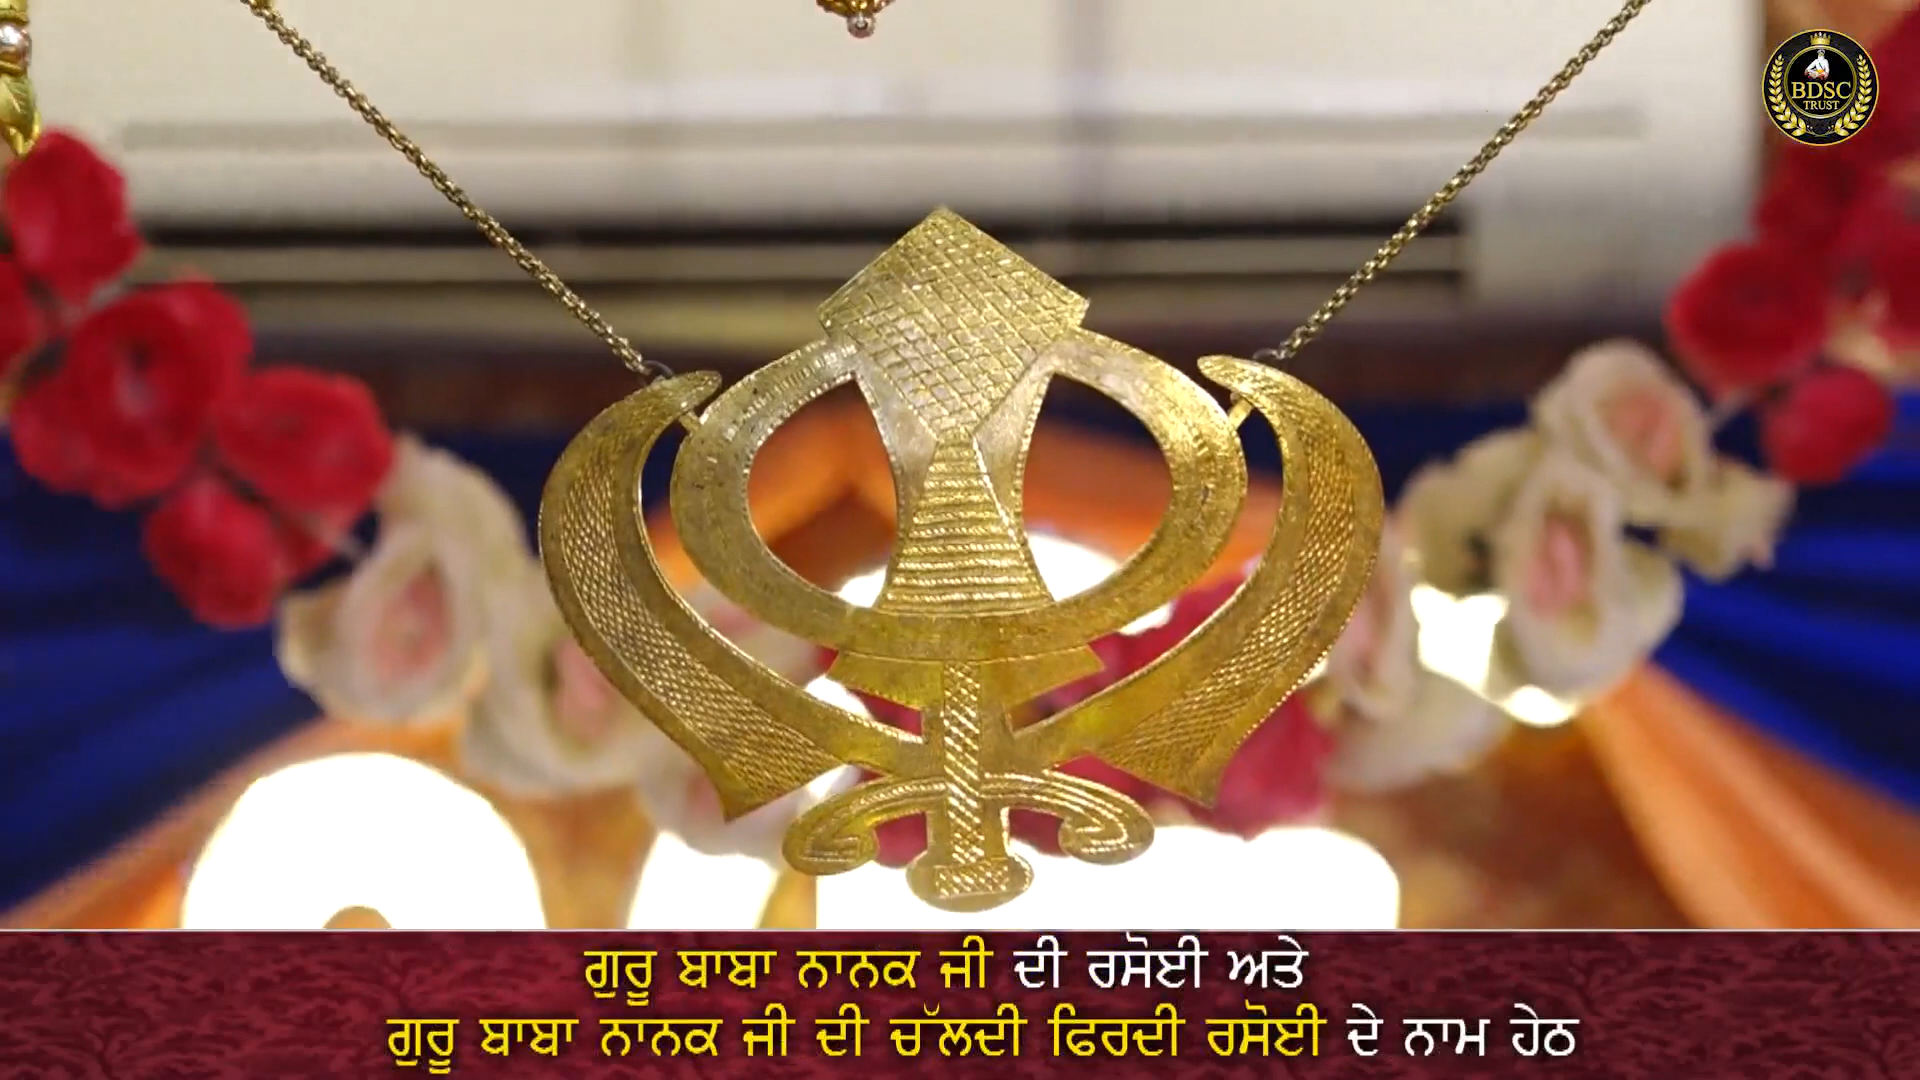 BDSC
TRUST
ਗੁਰੂ ਬਾਬਾ ਨਾਨਕ ਜੀ ਦੀ ਰਸੋਈ ਅਤੇ
ਗੁਰੂ ਬਾਬਾ ਨਾਨਕ ਜੀ ਦੀ ਚੱਲਦੀ ਫਿਰਦੀ ਰਸੋਈ ਦੇ ਨਾਮ ਹੇਠ